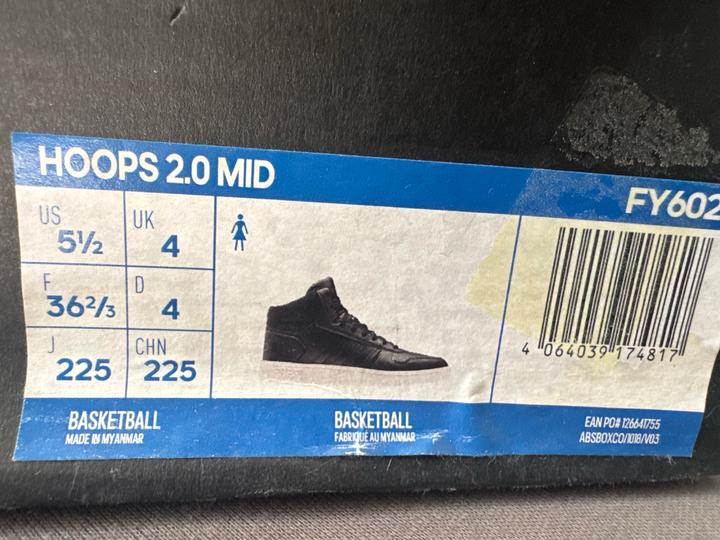 HOOPS 2.0 MID
FY602
US
5½
UK
4
F
36⅔
D
4
J
225
CHN
225
4 064039 174817
BASKETBALL
MADE IN MYANMAR
BASKETBALL
FABRIQUÉ AU MYANMAR
EAN PO# 126641755
ABSBOXCO/1018/V03